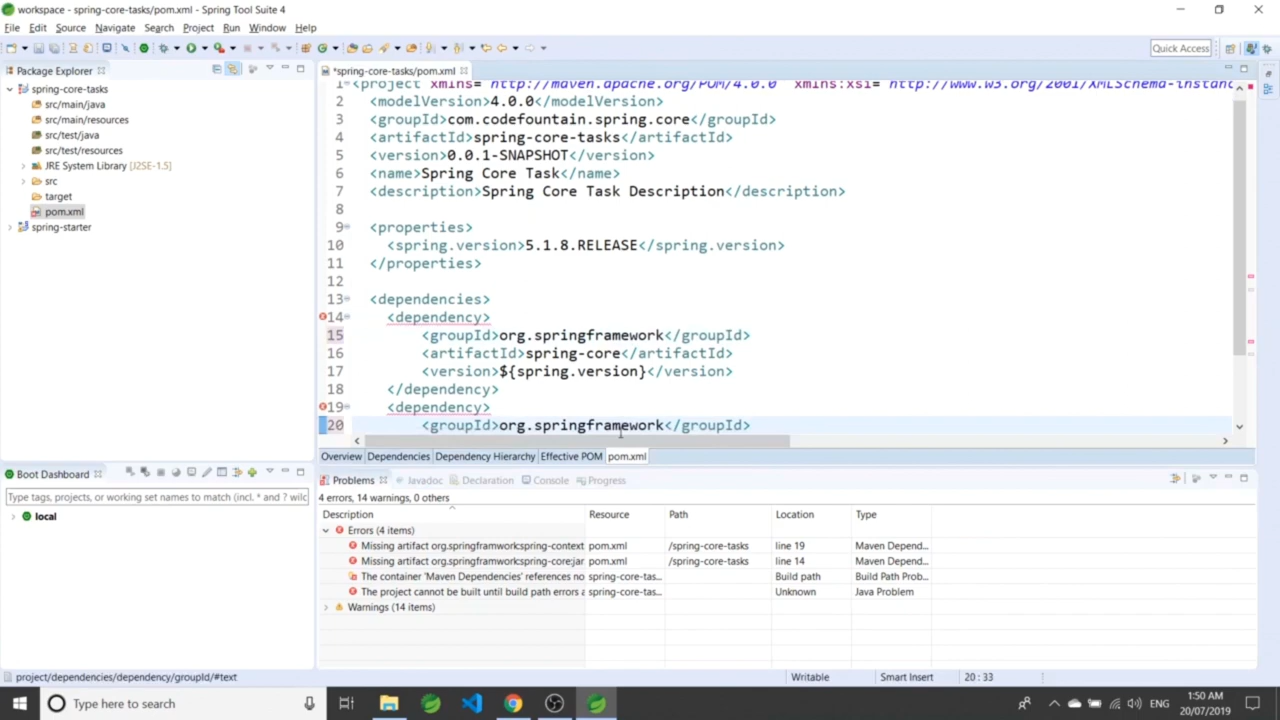 workspace - spring-core-tasks/pom.xml - Spring Tool Suite 4
File Edit Source Navigate Search Project Run Window Help
Quick Access
Package Explorer
spring-core-tasks
src/main/java
src/main/resources
src/test/java
src/test/resources
JRE System Library [J2SE-1.5]
src
target
pom.xml
spring-starter
*spring-core-tasks/pom.xml
1 <project xmlns="http://maven.apache.org/POM/4.0.0" xmlns:xsi="http://www.w3.org/2001/XMLSchema-instanc
2 <modelVersion>4.0.0</modelVersion>
3 <groupId>com.codefountain.spring.core</groupId>
4 <artifactId>spring-core-tasks</artifactId>
5 <version>0.0.1-SNAPSHOT</version>
6 <name>Spring Core Task</name>
7 <description>Spring Core Task Description</description>
8
9 <properties>
10 <spring.version>5.1.8.RELEASE</spring.version>
11 </properties>
12
13 <dependencies>
14 <dependency>
15 <groupId>org.springframework</groupId>
16 <artifactId>spring-core</artifactId>
17 <version>${spring.version}</version>
18 </dependency>
19 <dependency>
20 <groupId>org.springframework</groupId>
Overview Dependencies Dependency Hierarchy Effective POM pom.xml
Boot Dashboard
Type tags, projects, or working set names to match (incl. * and ? wilc
local
Problems Javadoc Declaration Console Progress
4 errors, 14 warnings, 0 others
Description Resource Path Location Type
Errors (4 items)
Missing artifact org.springframwork:spring-context pom.xml /spring-core-tasks line 19 Maven Depend...
Missing artifact org.springframwork:spring-core:jar pom.xml /spring-core-tasks line 14 Maven Depend...
The container 'Maven Dependencies' references no spring-core-tas... Build path Build Path Prob...
The project cannot be built until build path errors a spring-core-tas... Unknown Java Problem
Warnings (14 items)
project/dependencies/dependency/groupId/#text
Writable Smart Insert 20 : 33
Type here to search
ENG
1:50 AM
20/07/2019